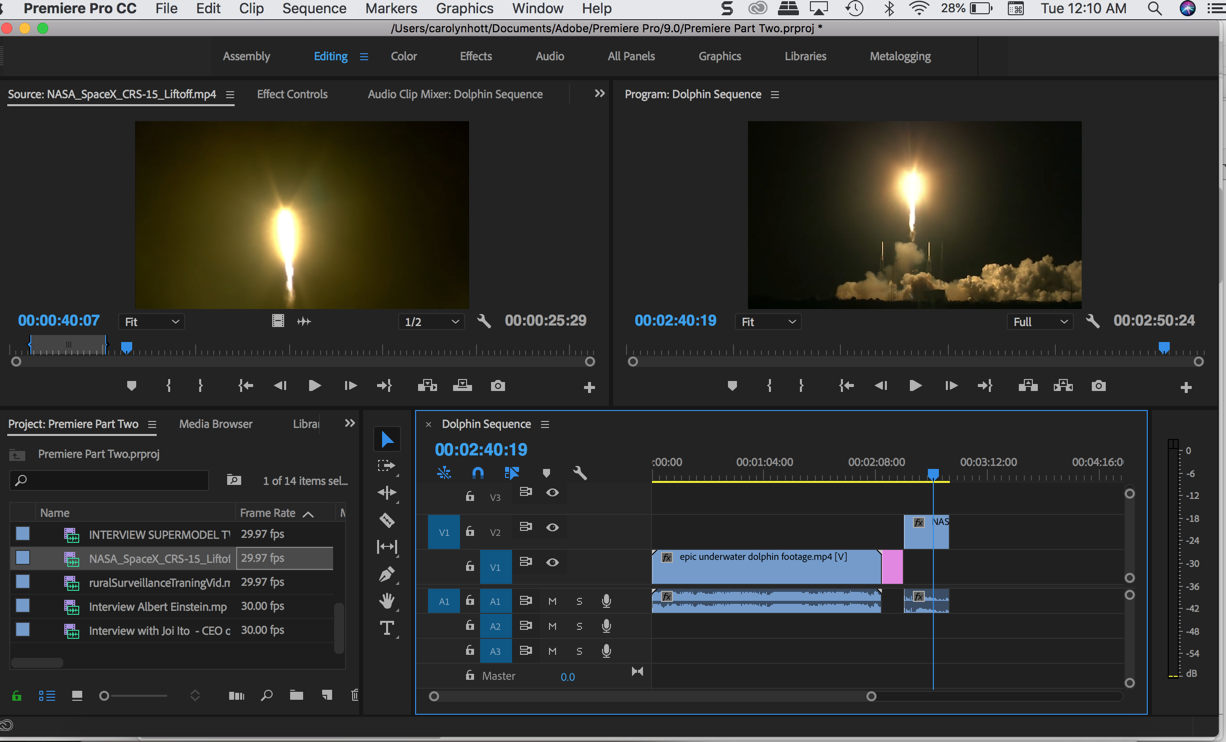 Premiere Pro CC File Edit Clip Sequence Markers Graphics Window Help 28% Tue 12:10 AM
/Users/carolynhott/Documents/Adobe/Premiere Pro/9.0/Premiere Part Two.prproj *
Assembly Editing Color Effects Audio All Panels Graphics Libraries Metalogging
Source: NASA_SpaceX_CRS-15_Liftoff.mp4 Effect Controls Audio Clip Mixer: Dolphin Sequence Program: Dolphin Sequence
00:00:40:07 Fit 1/2 00:00:25:29 00:02:40:19 Fit Full 00:02:50:24
Project: Premiere Part Two Media Browser Librai
Premiere Part Two.prproj
1 of 14 items sel...
Name Frame Rate M
INTERVIEW SUPERMODEL TV 29.97 fps
NASA_SpaceX_CRS-15_Liftof 29.97 fps
ruralSurveillanceTraningVid.m 29.97 fps
Interview Albert Einstein.mp 30.00 fps
Interview with Joi Ito - CEO c 30.00 fps
Dolphin Sequence
00:02:40:19
:00:00 00:01:04:00 00:02:08:00 00:03:12:00 00:04:16:0
V3
V1 V2 fx NAS
V1 fx epic underwater dolphin footage.mp4 [V]
A1 A1 M S fx fx
A2 M S
A3 M S
Master 0.0
0
-6
-12
-18
-24
-30
-36
-42
-48
-54
dB